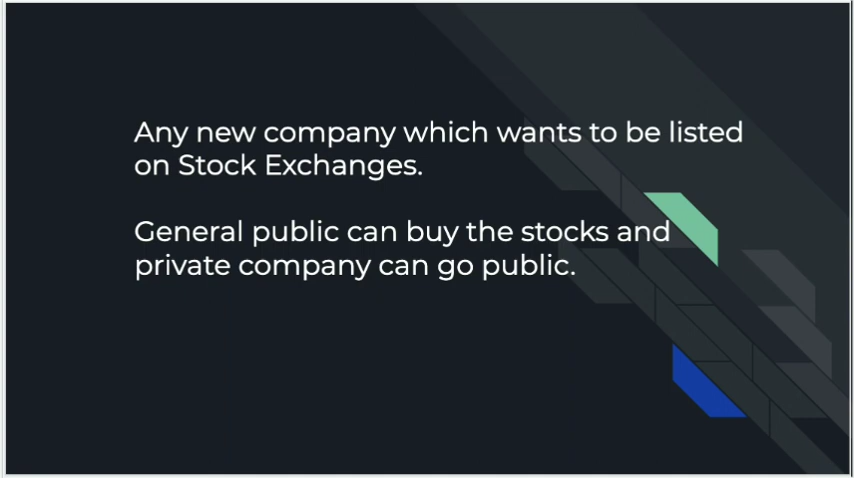 Any new company which wants to be listed
on Stock Exchanges.
General public can buy the stocks and
private company can go public.